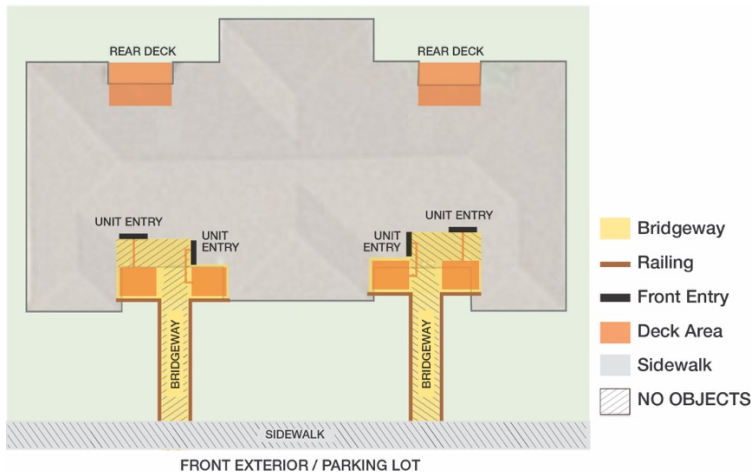 REAR DECK
REAR DECK
UNIT ENTRY
UNIT
ENTRY
UNIT
ENTRY
UNIT ENTRY
BRIDGEWAY
BRIDGEWAY
SIDEWALK
FRONT EXTERIOR / PARKING LOT
Bridgeway
Railing
Front Entry
Deck Area
Sidewalk
NO OBJECTS